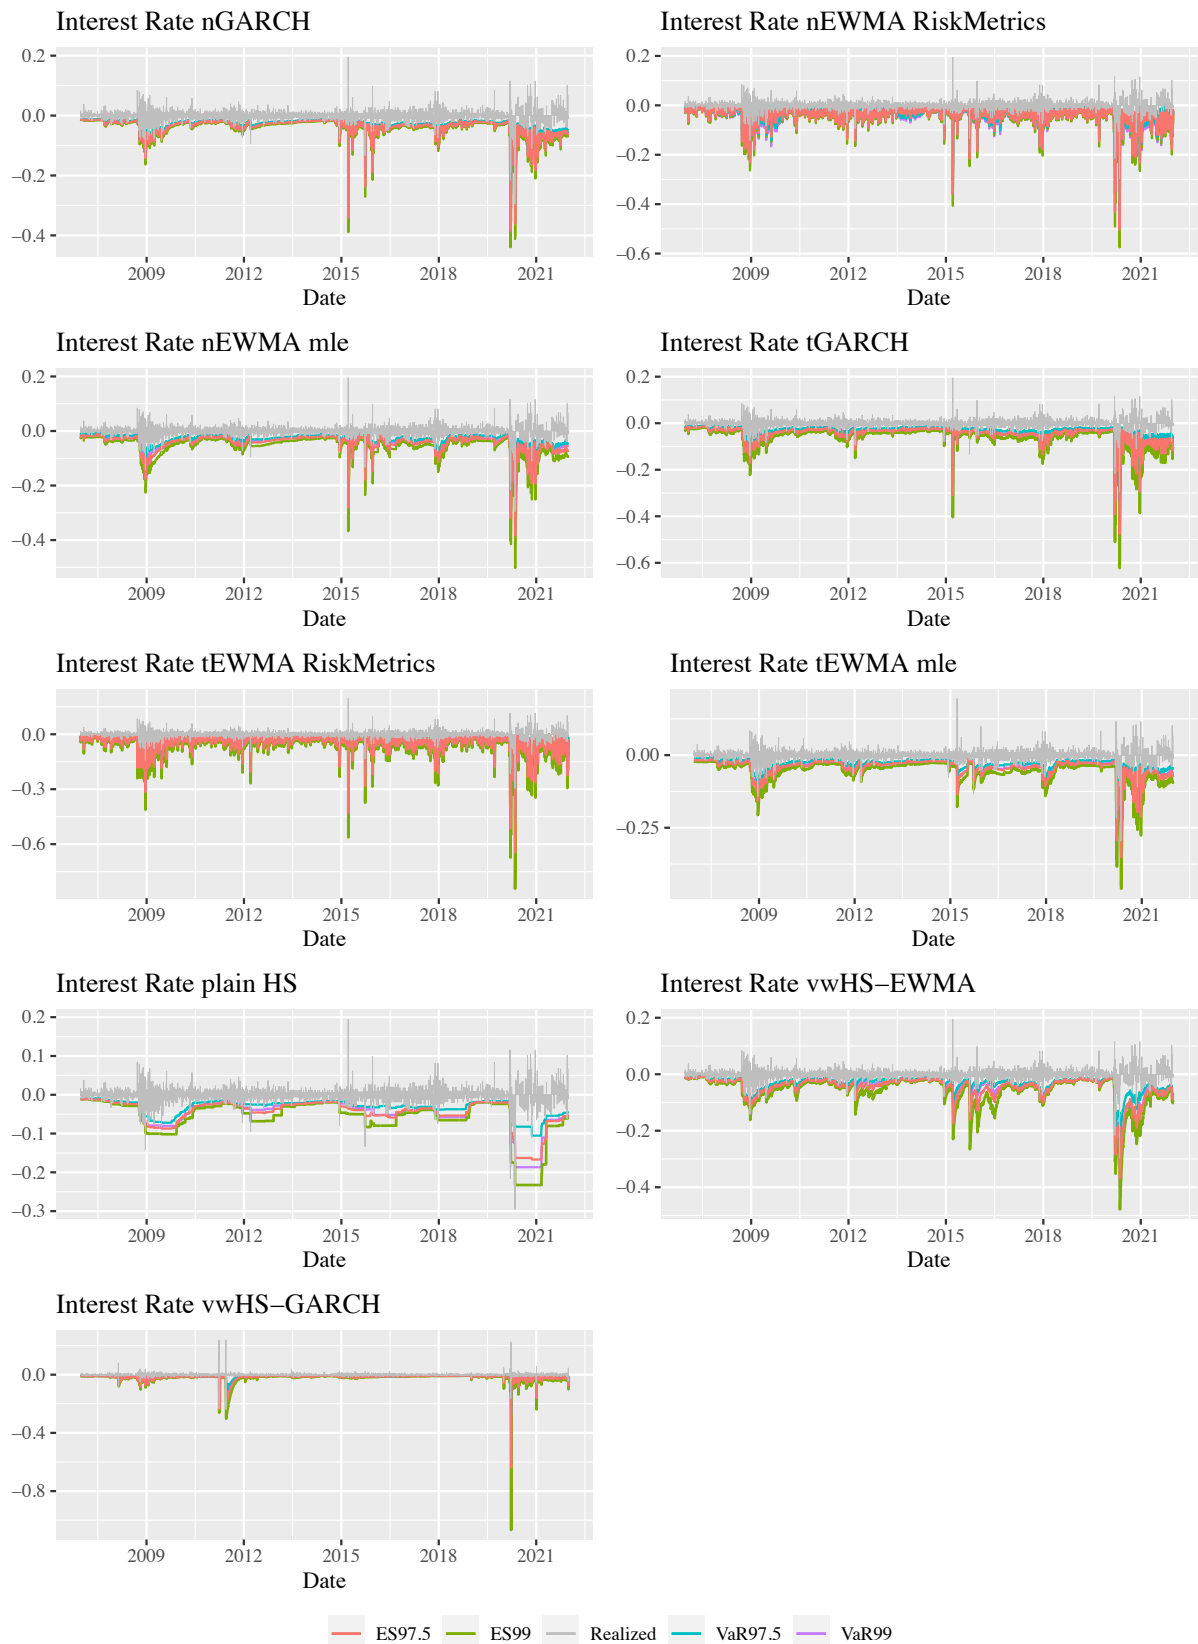 Interest Rate nGARCH
0.2
0.0
−0.2
−0.4
2009 2012 2015 2018 2021
Date
Interest Rate nEWMA RiskMetrics
0.2
0.0
−0.2
−0.4
−0.6
2009 2012 2015 2018 2021
Date
Interest Rate nEWMA mle
0.2
0.0
−0.2
−0.4
2009 2012 2015 2018 2021
Date
Interest Rate tGARCH
0.2
0.0
−0.2
−0.4
−0.6
2009 2012 2015 2018 2021
Date
Interest Rate tEWMA RiskMetrics
0.0
−0.3
−0.6
2009 2012 2015 2018 2021
Date
Interest Rate tEWMA mle
0.00
−0.25
2009 2012 2015 2018 2021
Date
Interest Rate plain HS
0.2
0.1
0.0
−0.1
−0.2
−0.3
2009 2012 2015 2018 2021
Date
Interest Rate vwHS−EWMA
0.2
0.0
−0.2
−0.4
2009 2012 2015 2018 2021
Date
Interest Rate vwHS−GARCH
0.0
−0.4
−0.8
2009 2012 2015 2018 2021
Date
ES97.5 ES99 Realized VaR97.5 VaR99